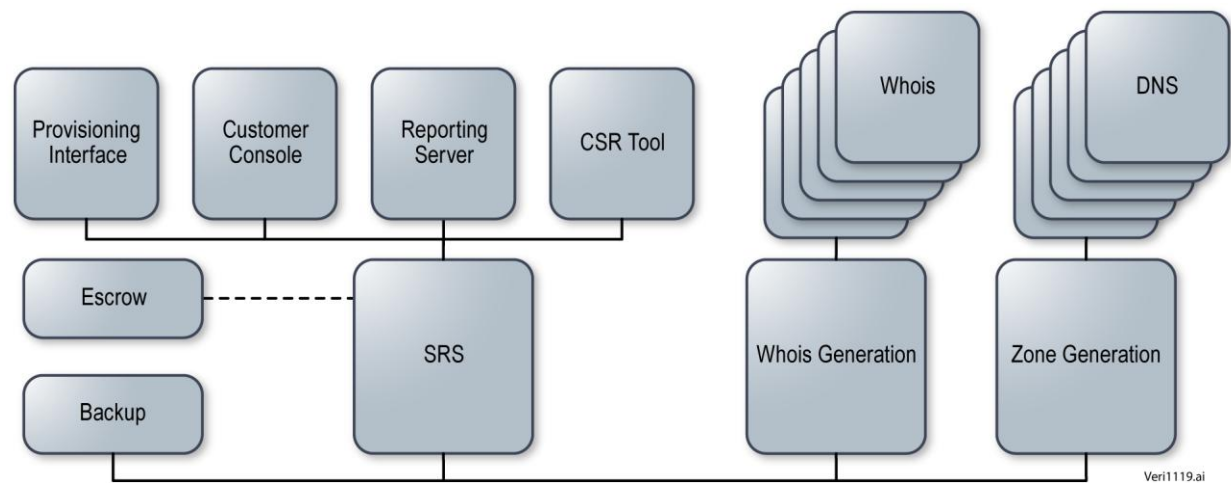 Provisioning
Interface
Customer
Console
Reporting
Server
CSR Tool
Whois
DNS
Escrow
SRS
Whois Generation
Zone Generation
Backup
Veri1119.ai